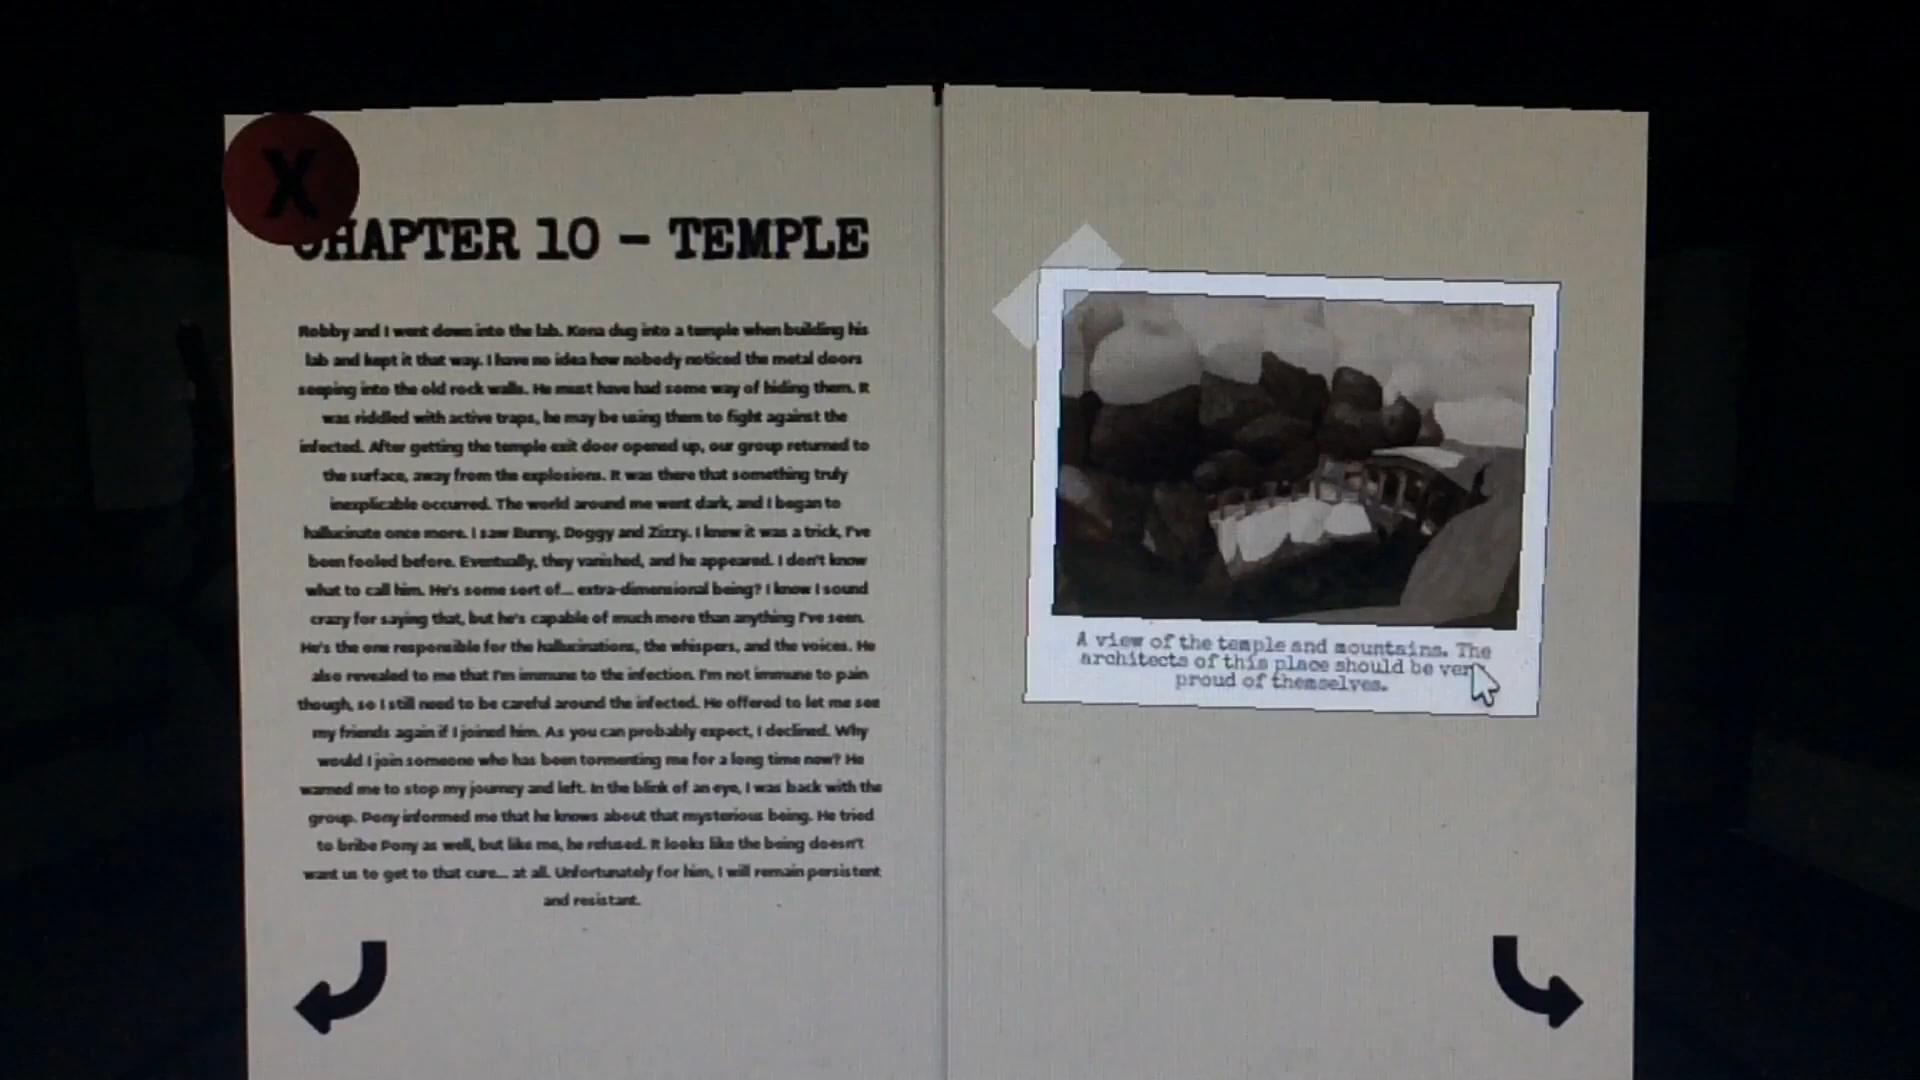 X
CHAPTER 10 - TEMPLE
Robby and I went down into the lab. Kona dug into a temple when building his
lab and kept it that way. I have no idea how nobody noticed the metal doors
seeping into the old rock walls. He must have had some way of hiding them. It
was riddled with active traps, he may be using them to fight against the
infected. After getting the temple exit door opened up, our group returned to
the surface, away from the explosions. It was there that something truly
inexplicable occurred. The world around me went dark, and I began to
hallucinate once more. I saw Bunny, Doggy and Zizzy. I knew it was a trick, I've
been fooled before. Eventually, they vanished, and he appeared. I don't know
what to call him. He's some sort of... extra-dimensional being? I know I sound
crazy for saying that, but he's capable of much more than anything I've seen.
He's the one responsible for the hallucinations, the whispers, and the voices. He
also revealed to me that I'm immune to the infection. I'm not immune to pain
though, so I still need to be careful around the infected. He offered to let me see
my friends again if I joined him. As you can probably expect, I declined. Why
would I join someone who has been tormenting me for a long time now? He
warned me to stop my journey and left. In the blink of an eye, I was back with the
group. Pony informed me that he knows about that mysterious being. He tried
to bribe Pony as well, but like me, he refused. It looks like the being doesn't
want us to get to that cure... at all. Unfortunately for him, I will remain persistent
and resistant.
A view of the temple and mountains. The
architects of this place should be very
proud of themselves.